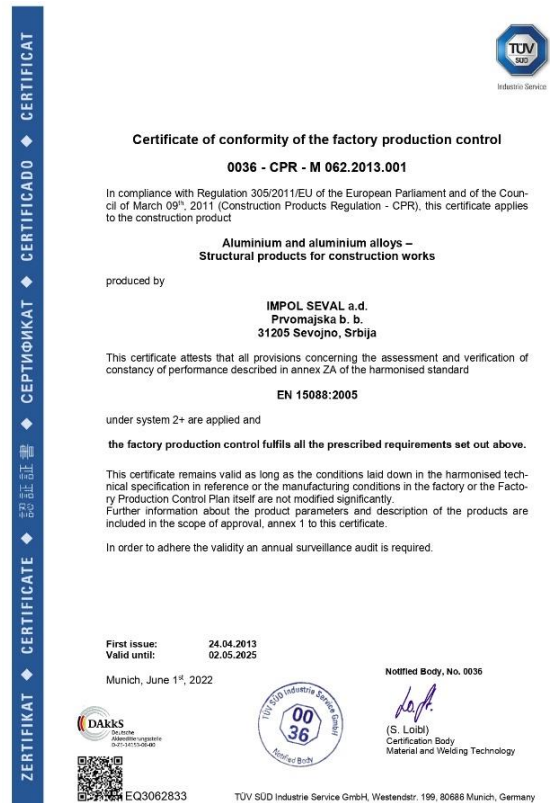 ZERTIFIKAT ◆ CERTIFICATE ◆ 認証証書 ◆ СЕРТИФИКАТ ◆ CERTIFICADO ◆ CERTIFICAT
TÜV
SÜD
Industrie Service
Certificate of conformity of the factory production control
0036 - CPR - M 062.2013.001
In compliance with Regulation 305/2011/EU of the European Parliament and of the Coun-
cil of March 09th, 2011 (Construction Products Regulation - CPR), this certificate applies
to the construction product
Aluminium and aluminium alloys –
Structural products for construction works
produced by
IMPOL SEVAL a.d.
Prvomajska b. b.
31205 Sevojno, Srbija
This certificate attests that all provisions concerning the assessment and verification of
constancy of performance described in annex ZA of the harmonised standard
EN 15088:2005
under system 2+ are applied and
the factory production control fulfils all the prescribed requirements set out above.
This certificate remains valid as long as the conditions laid down in the harmonised tech-
nical specification in reference or the manufacturing conditions in the factory or the Facto-
ry Production Control Plan itself are not modified significantly.
Further information about the product parameters and description of the products are
included in the scope of approval, annex 1 to this certificate.
In order to adhere the validity an annual surveillance audit is required.
First issue: 24.04.2013
Valid until: 02.05.2025
Munich, June 1st, 2022
Notified Body, No. 0036
DAkkS
Deutsche
Akkreditierungsstelle
TÜV SÜD Industrie Service GmbH
00
36
Notified Body
(S. Loibl)
Certification Body
Material and Welding Technology
EQ3062833
TÜV SÜD Industrie Service GmbH, Westendstr. 199, 80686 Munich, Germany